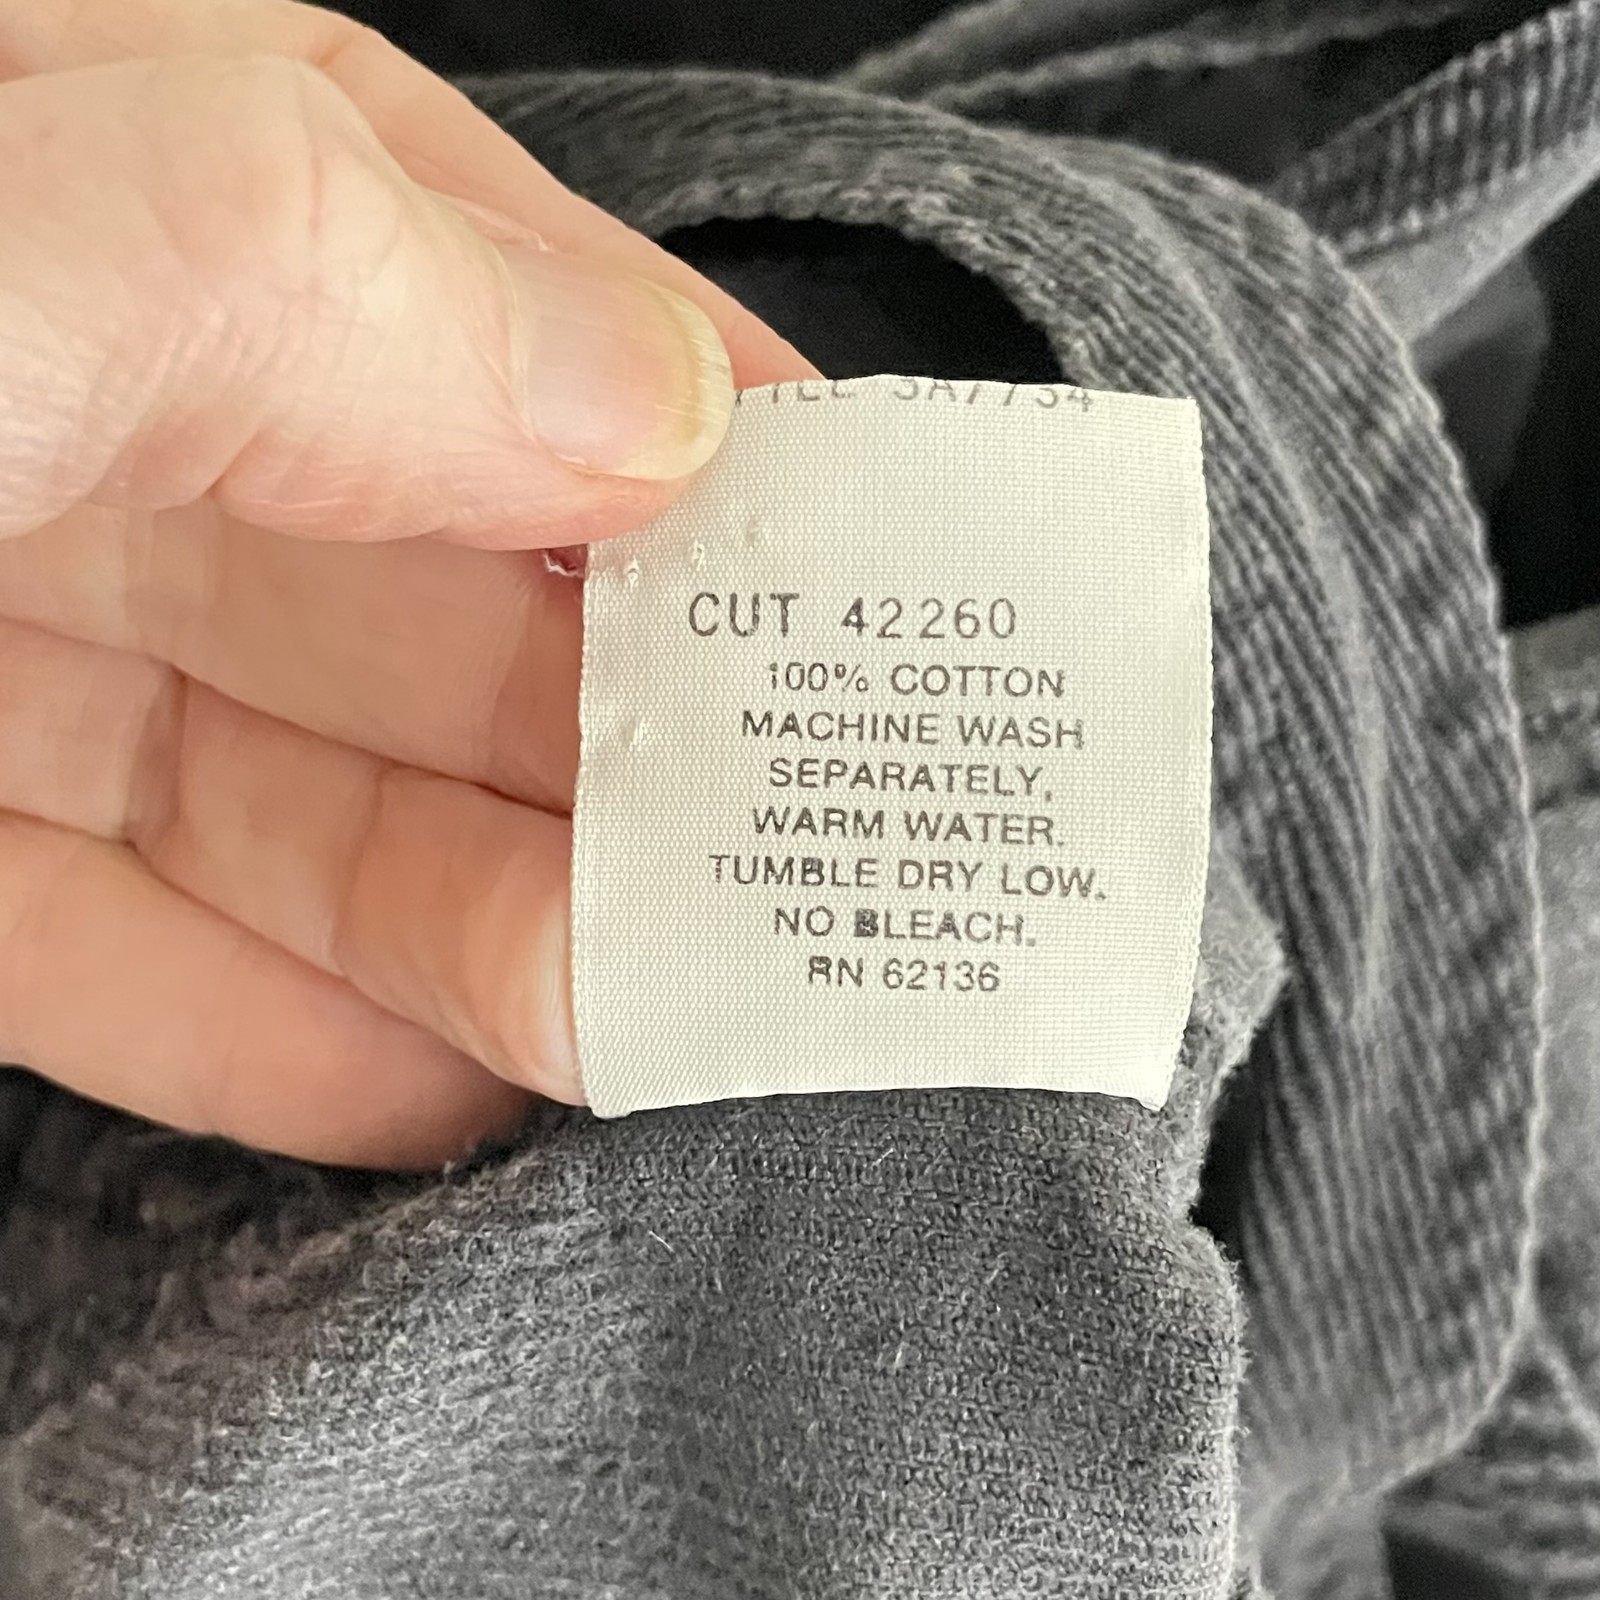 CUT 42260
100% COTTON
MACHINE WASH
SEPARATELY,
WARM WATER.
TUMBLE DRY LOW.
NO BLEACH.
RN 62136